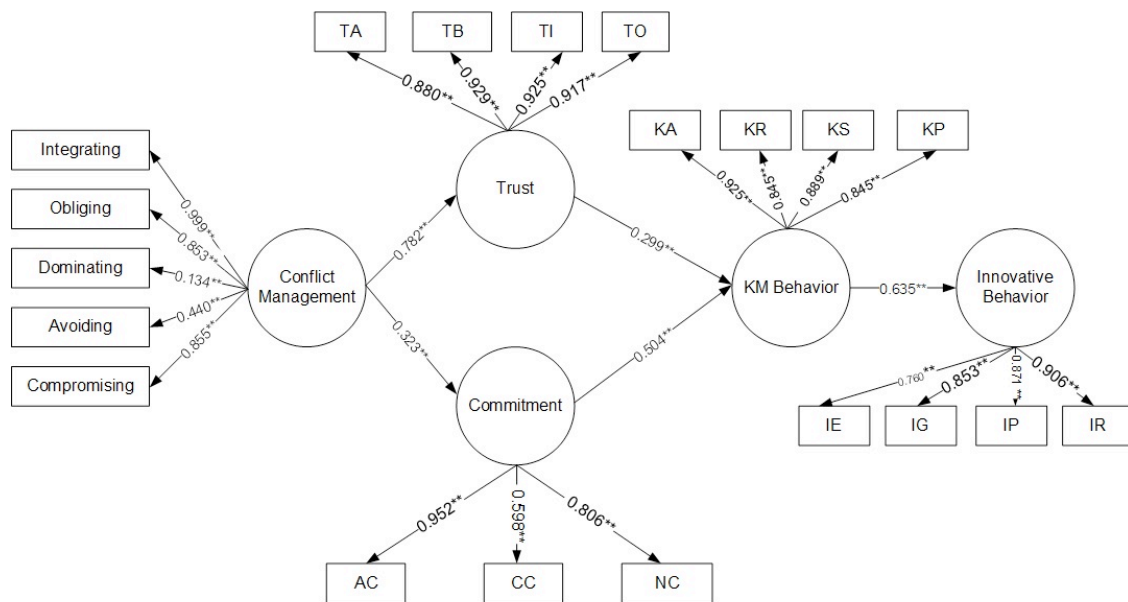 TA
TB
TI
TO
0.880**
0.929**
0.925**
0.917**
KA
KR
KS
KP
0.925**
0.845**
0.889**
0.845**
Integrating
Obliging
Dominating
Avoiding
Compromising
0.999**
0.853**
0.134**
0.440**
0.855**
Conflict
Management
0.782**
0.323**
Trust
Commitment
0.299**
0.504**
KM Behavior
0.635**
Innovative
Behavior
0.760**
0.853**
0.871**
0.906**
IE
IG
IP
IR
0.952**
0.598**
0.806**
AC
CC
NC